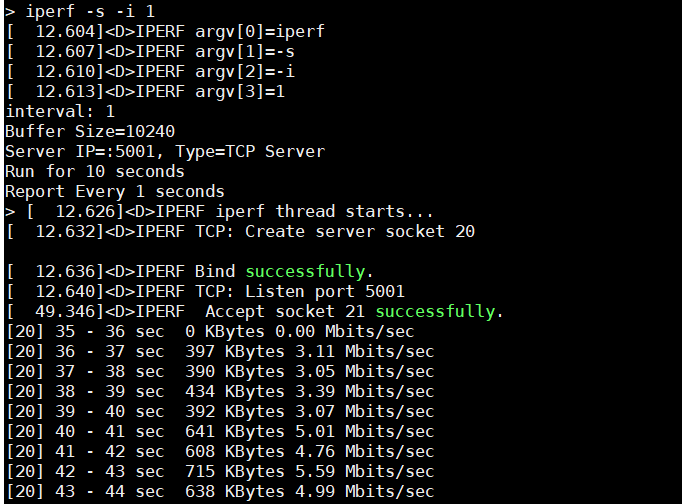 > iperf -s -i 1
[  12.604]<D>IPERF argv[0]=iperf
[  12.607]<D>IPERF argv[1]=-s
[  12.610]<D>IPERF argv[2]=-i
[  12.613]<D>IPERF argv[3]=1
interval: 1
Buffer Size=10240
Server IP=:5001, Type=TCP Server
Run for 10 seconds
Report Every 1 seconds
> [  12.626]<D>IPERF iperf thread starts...
[  12.632]<D>IPERF TCP: Create server socket 20
[  12.636]<D>IPERF Bind successfully.
[  12.640]<D>IPERF TCP: Listen port 5001
[  49.346]<D>IPERF  Accept socket 21 successfully.
[20] 35 - 36 sec  0 KBytes 0.00 Mbits/sec
[20] 36 - 37 sec  397 KBytes 3.11 Mbits/sec
[20] 37 - 38 sec  390 KBytes 3.05 Mbits/sec
[20] 38 - 39 sec  434 KBytes 3.39 Mbits/sec
[20] 39 - 40 sec  392 KBytes 3.07 Mbits/sec
[20] 40 - 41 sec  641 KBytes 5.01 Mbits/sec
[20] 41 - 42 sec  608 KBytes 4.76 Mbits/sec
[20] 42 - 43 sec  715 KBytes 5.59 Mbits/sec
[20] 43 - 44 sec  638 KBytes 4.99 Mbits/sec